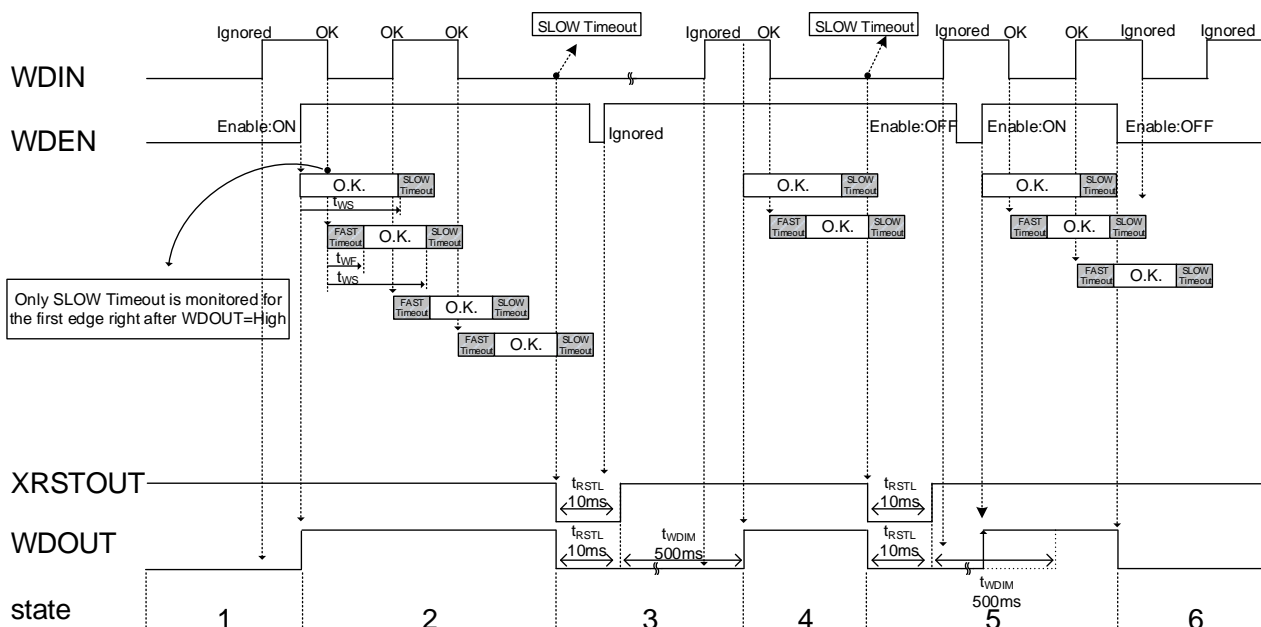 SLOW Timeout
SLOW Timeout
Ignored OK OK OK Ignored OK Ignored OK OK Ignored Ignored
WDIN
Enable:ON Ignored Enable:OFF Enable:ON Enable:OFF
WDEN
O.K. SLOW Timeout
tWS
FAST Timeout O.K. SLOW Timeout
tWF
tWS
FAST Timeout O.K. SLOW Timeout
FAST Timeout O.K. SLOW Timeout
O.K. SLOW Timeout
FAST Timeout O.K. SLOW Timeout
O.K. SLOW Timeout
FAST Timeout O.K. SLOW Timeout
FAST Timeout O.K. SLOW Timeout
Only SLOW Timeout is monitored for
the first edge right after WDOUT=High
XRSTOUT
tRSTL
10ms
tRSTL
10ms
WDOUT
tRSTL
10ms
tWDIM
500ms
tRSTL
10ms
tWDIM
500ms
state
1 2 3 4 5 6